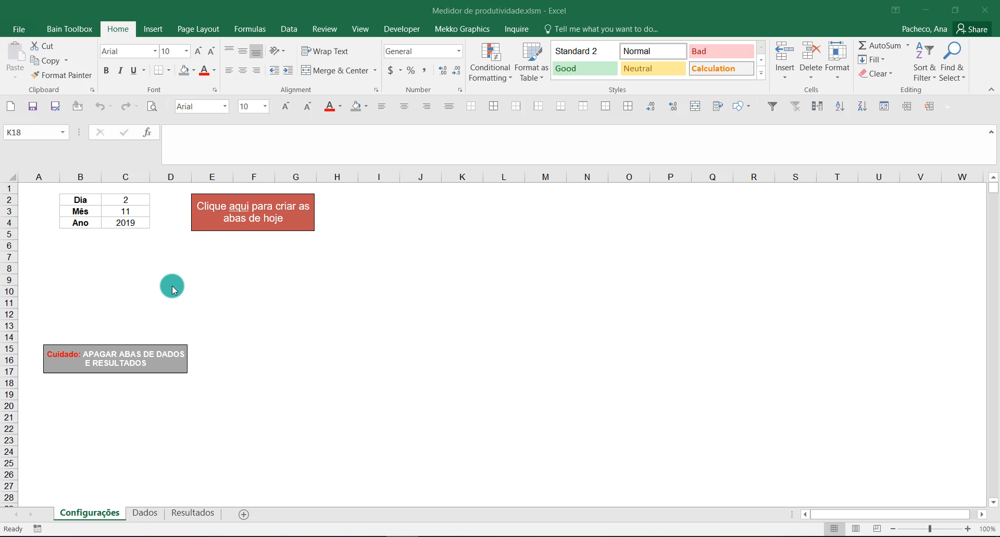 Medidor de produtividade.xlsm - Excel
File Bain Toolbox Home Insert Page Layout Formulas Data Review View Developer Mekko Graphics Inquire Tell me what you want to do... Pacheco, Ana Share
Paste
Cut
Copy
Format Painter
Clipboard
Arial 10 A A
B I U A
Font
Wrap Text
Merge & Center
Alignment
General
$ % , .00 .00
Number
Conditional Formatting
Format as Table
Standard 2 Normal Bad
Good Neutral Calculation
Styles
Insert Delete Format
Cells
AutoSum
Fill
Clear
Sort & Filter
Find & Select
Editing
Arial 10 A A A
K18 fx
A B C D E F G H I J K L M N O P Q R S T U V W
1
2 Dia 2
3 Mês 11
4 Ano 2019
Clique aqui para criar as
abas de hoje
5
6
7
8
9
10
11
12
13
14
15
16
17
Cuidado: APAGAR ABAS DE DADOS
E RESULTADOS
18
19
20
21
22
23
24
25
26
27
28
Configurações Dados Resultados
Ready 100%